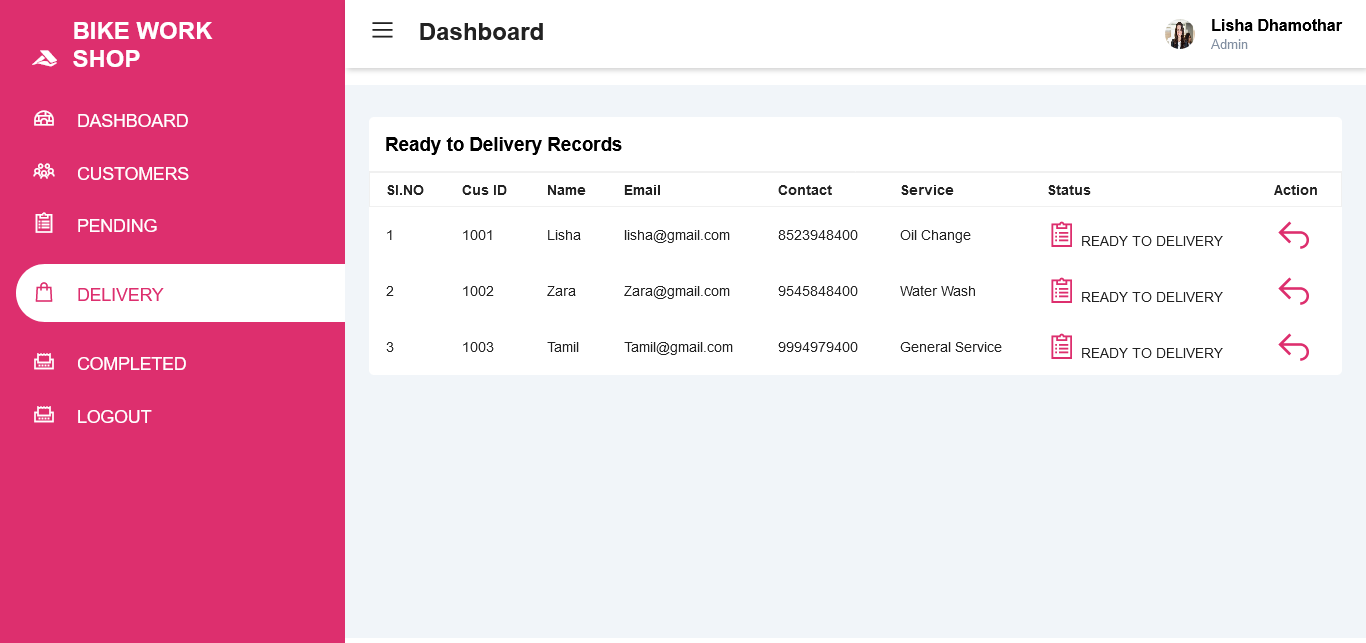 BIKE WORK
SHOP
DASHBOARD
CUSTOMERS
PENDING
DELIVERY
COMPLETED
LOGOUT
Dashboard
Lisha Dhamothar
Admin
Ready to Delivery Records
Sl.NO Cus ID Name Email Contact Service Status Action
1 1001 Lisha lisha@gmail.com 8523948400 Oil Change READY TO DELIVERY
2 1002 Zara Zara@gmail.com 9545848400 Water Wash READY TO DELIVERY
3 1003 Tamil Tamil@gmail.com 9994979400 General Service READY TO DELIVERY